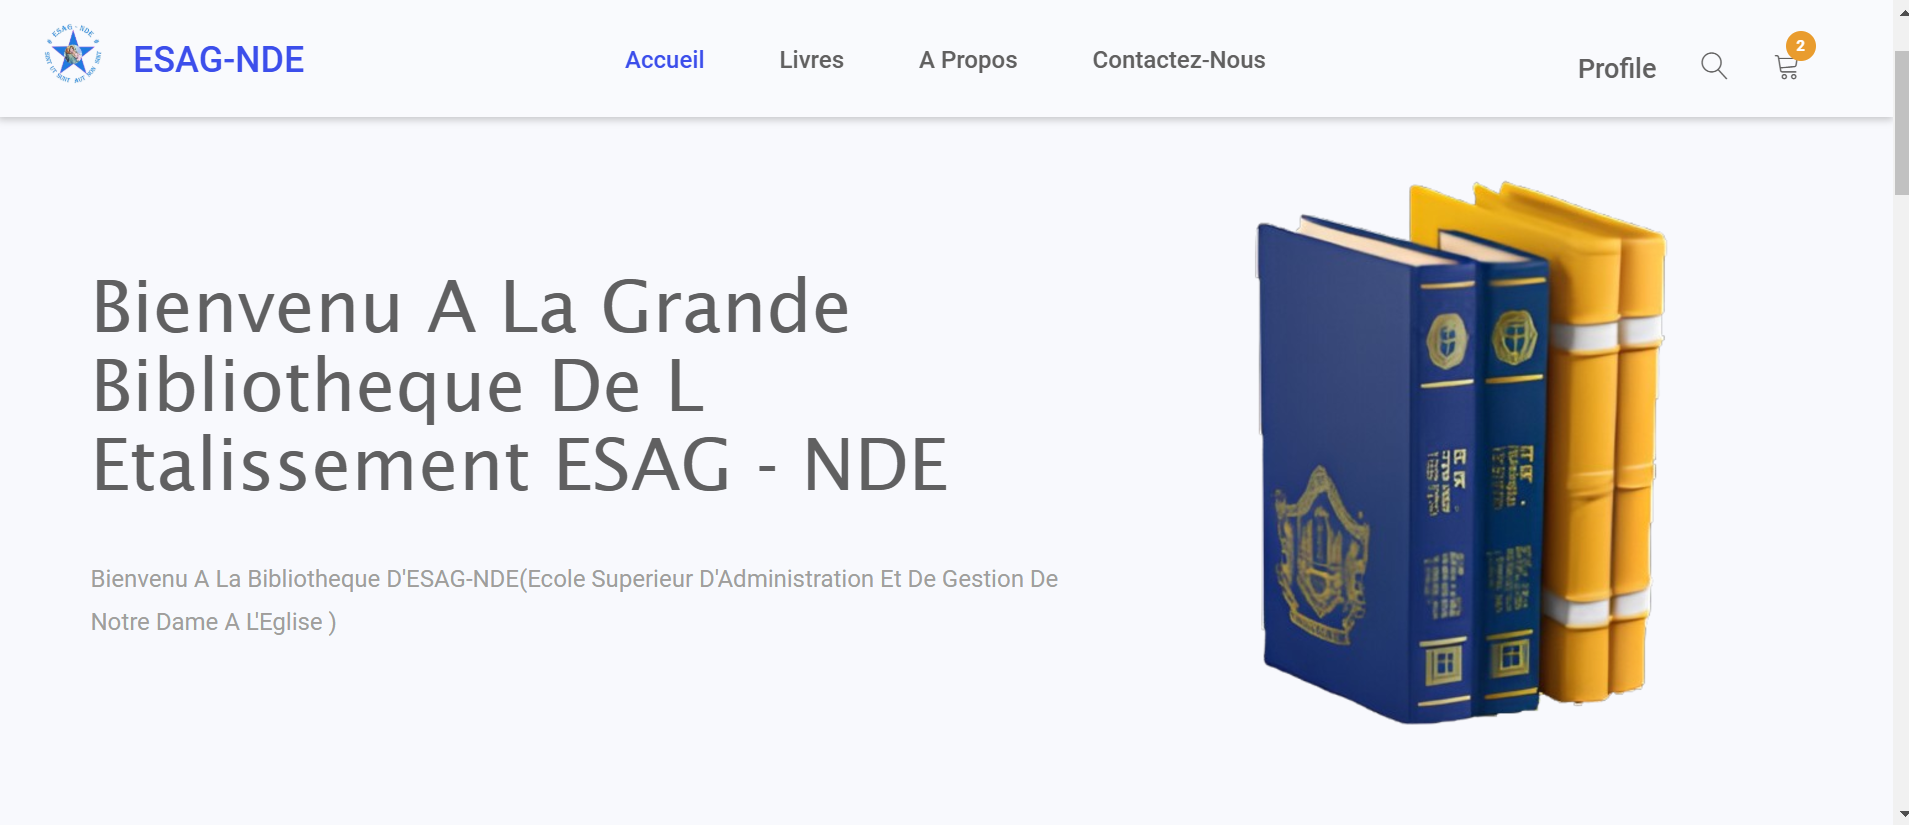 ESAG-NDE
Accueil
Livres
A Propos
Contactez-Nous
Profile
2
Bienvenu A La Grande
Bibliotheque De L
Etalissement ESAG - NDE
Bienvenu A La Bibliotheque D'ESAG-NDE(Ecole Superieur D'Administration Et De Gestion De
Notre Dame A L'Eglise )